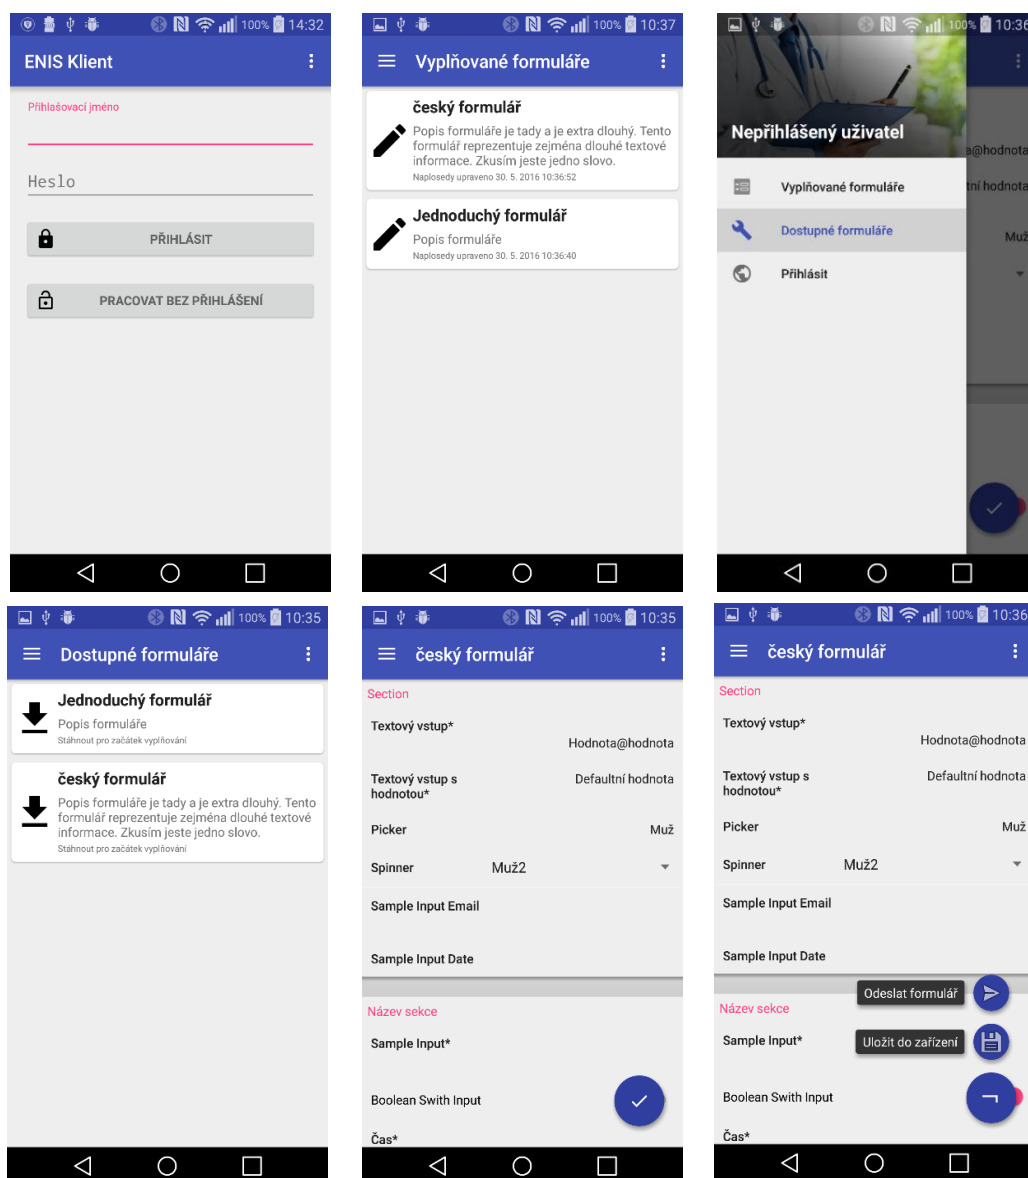 100% 14:32
ENIS Klient
Přihlašovací jméno
Heslo
PŘIHLÁSIT
PRACOVAT BEZ PŘIHLÁŠENÍ
100% 10:37
Vyplňované formuláře
český formulář
Popis formuláře je tady a je extra dlouhý. Tento
formulář reprezentuje zejména dlouhé textové
informace. Zkusím jeste jedno slovo.
Naplosedy upraveno 30. 5. 2016 10:36:52
Jednoduchý formulář
Popis formuláře
Naplosedy upraveno 30. 5. 2016 10:36:40
100% 10:36
Nepřihlášený uživatel
a@hodnota
Vyplňované formuláře
tní hodnota
Dostupné formuláře
Muž
Přihlásit
100% 10:35
Dostupné formuláře
Jednoduchý formulář
Popis formuláře
Stáhnout pro začátek vyplňování
český formulář
Popis formuláře je tady a je extra dlouhý. Tento
formulář reprezentuje zejména dlouhé textové
informace. Zkusím jeste jedno slovo.
Stáhnout pro začátek vyplňování
100% 10:35
český formulář
Section
Textový vstup*
Hodnota@hodnota
Textový vstup s
hodnotou*
Defaultní hodnota
Picker
Muž
Spinner
Muž2
Sample Input Email
Sample Input Date
Název sekce
Sample Input*
Boolean Swith Input
Čas*
100% 10:36
český formulář
Section
Textový vstup*
Hodnota@hodnota
Textový vstup s
hodnotou*
Defaultní hodnota
Picker
Muž
Spinner
Muž2
Sample Input Email
Sample Input Date
Odeslat formulář
Název sekce
Sample Input*
Uložit do zařízení
Boolean Swith Input
Čas*